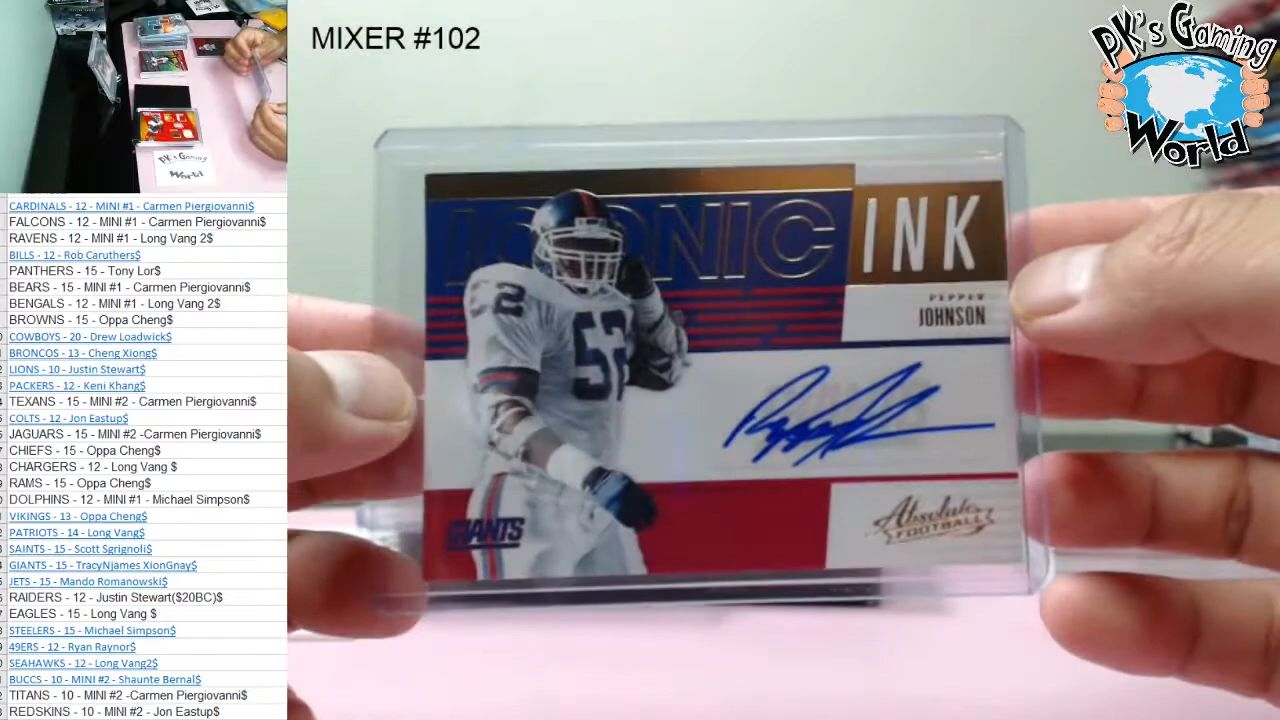 MIXER #102
PK's Gaming
World
PK's Gaming
World
CARDINALS - 12 - MINI #1 - Carmen Piergiovanni$
FALCONS - 12 - MINI #1 - Carmen Piergiovanni$
RAVENS - 12 - MINI #1 - Long Vang 2$
BILLS - 12 - Rob Caruthers$
PANTHERS - 15 - Tony Lor$
BEARS - 15 - MINI #1 - Carmen Piergiovanni$
BENGALS - 12 - MINI #1 - Long Vang 2$
BROWNS - 15 - Oppa Cheng$
COWBOYS - 20 - Drew Loadwick$
BRONCOS - 13 - Cheng Xiong$
LIONS - 10 - Justin Stewart$
PACKERS - 12 - Keni Khang$
TEXANS - 15 - MINI #2 - Carmen Piergiovanni$
COLTS - 12 - Jon Eastup$
JAGUARS - 15 - MINI #2 -Carmen Piergiovanni$
CHIEFS - 15 - Oppa Cheng$
CHARGERS - 12 - Long Vang $
RAMS - 15 - Oppa Cheng$
DOLPHINS - 12 - MINI #1 - Michael Simpson$
VIKINGS - 13 - Oppa Cheng$
PATRIOTS - 14 - Long Vang$
SAINTS - 15 - Scott Sgrignoli$
GIANTS - 15 - TracyNjames XionGnay$
JETS - 15 - Mando Romanowski$
RAIDERS - 12 - Justin Stewart($20BC)$
EAGLES - 15 - Long Vang $
STEELERS - 15 - Michael Simpson$
49ERS - 12 - Ryan Raynor$
SEAHAWKS - 12 - Long Vang2$
BUCCS - 10 - MINI #2 - Shaunte Bernal$
TITANS - 10 - MINI #2 -Carmen Piergiovanni$
REDSKINS - 10 - MINI #2 - Jon Eastup$
ICONIC
INK
PEPPER
JOHNSON
52
52
GIANTS
Absolute
FOOTBALL